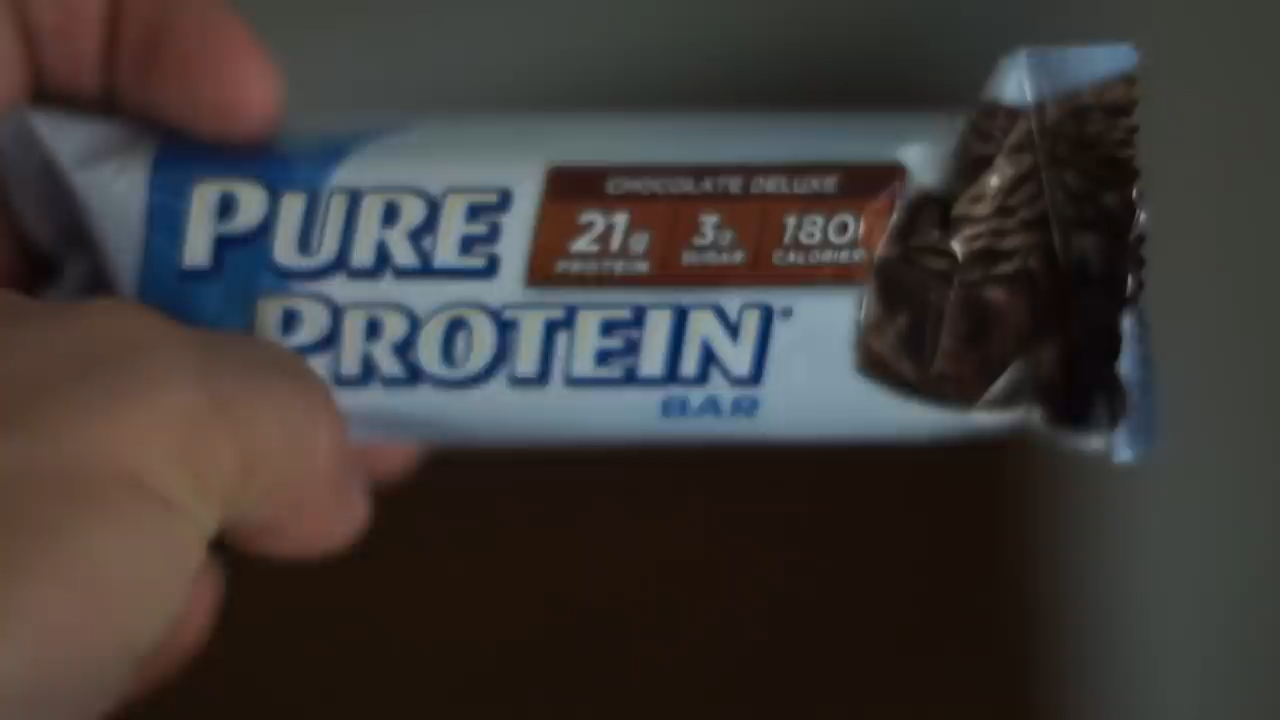 PURE
PROTEIN
BAR
CHOCOLATE DELUXE
21g 3g 180
PROTEIN SUGAR CALORIES